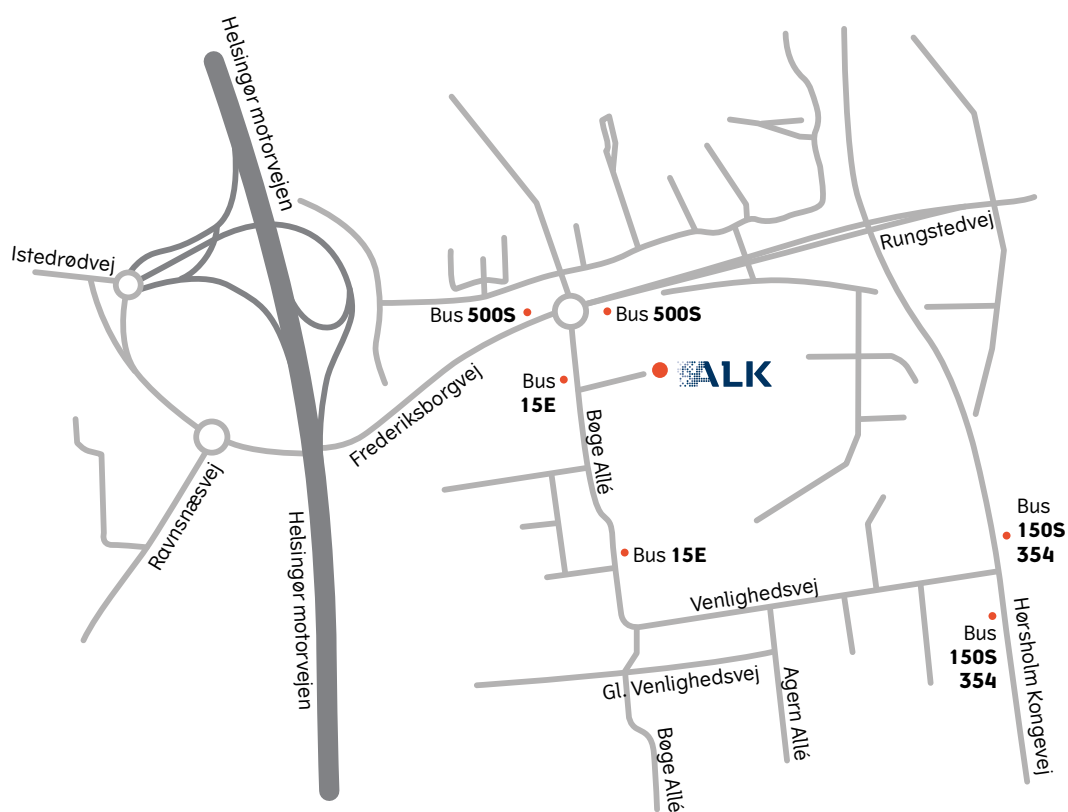 Helsingør motorvejen
Istedrødvej
Rungstedvej
Bus 500S
Bus 500S
ALK
Bus
15E
Frederiksborgvej
Bøge Allé
Ravnsnæsvej
Helsingør motorvejen
Bus
150S
354
Bus 15E
Venlighedsvej
Bus
150S
354
Hørsholm Kongevej
Gl. Venlighedsvej
Agern Allé
Bøge Allé